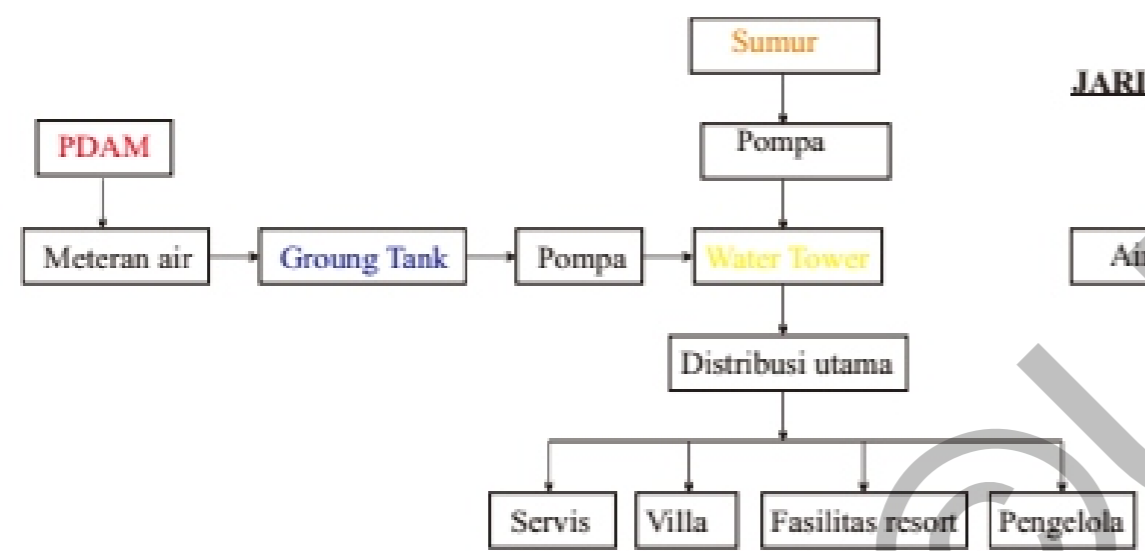 Sumur
JARI
PDAM
Pompa
Meteran air
Groung Tank
Pompa
Water Tower
Distribusi utama
Servis
Villa
Fasilitas resort
Pengelola